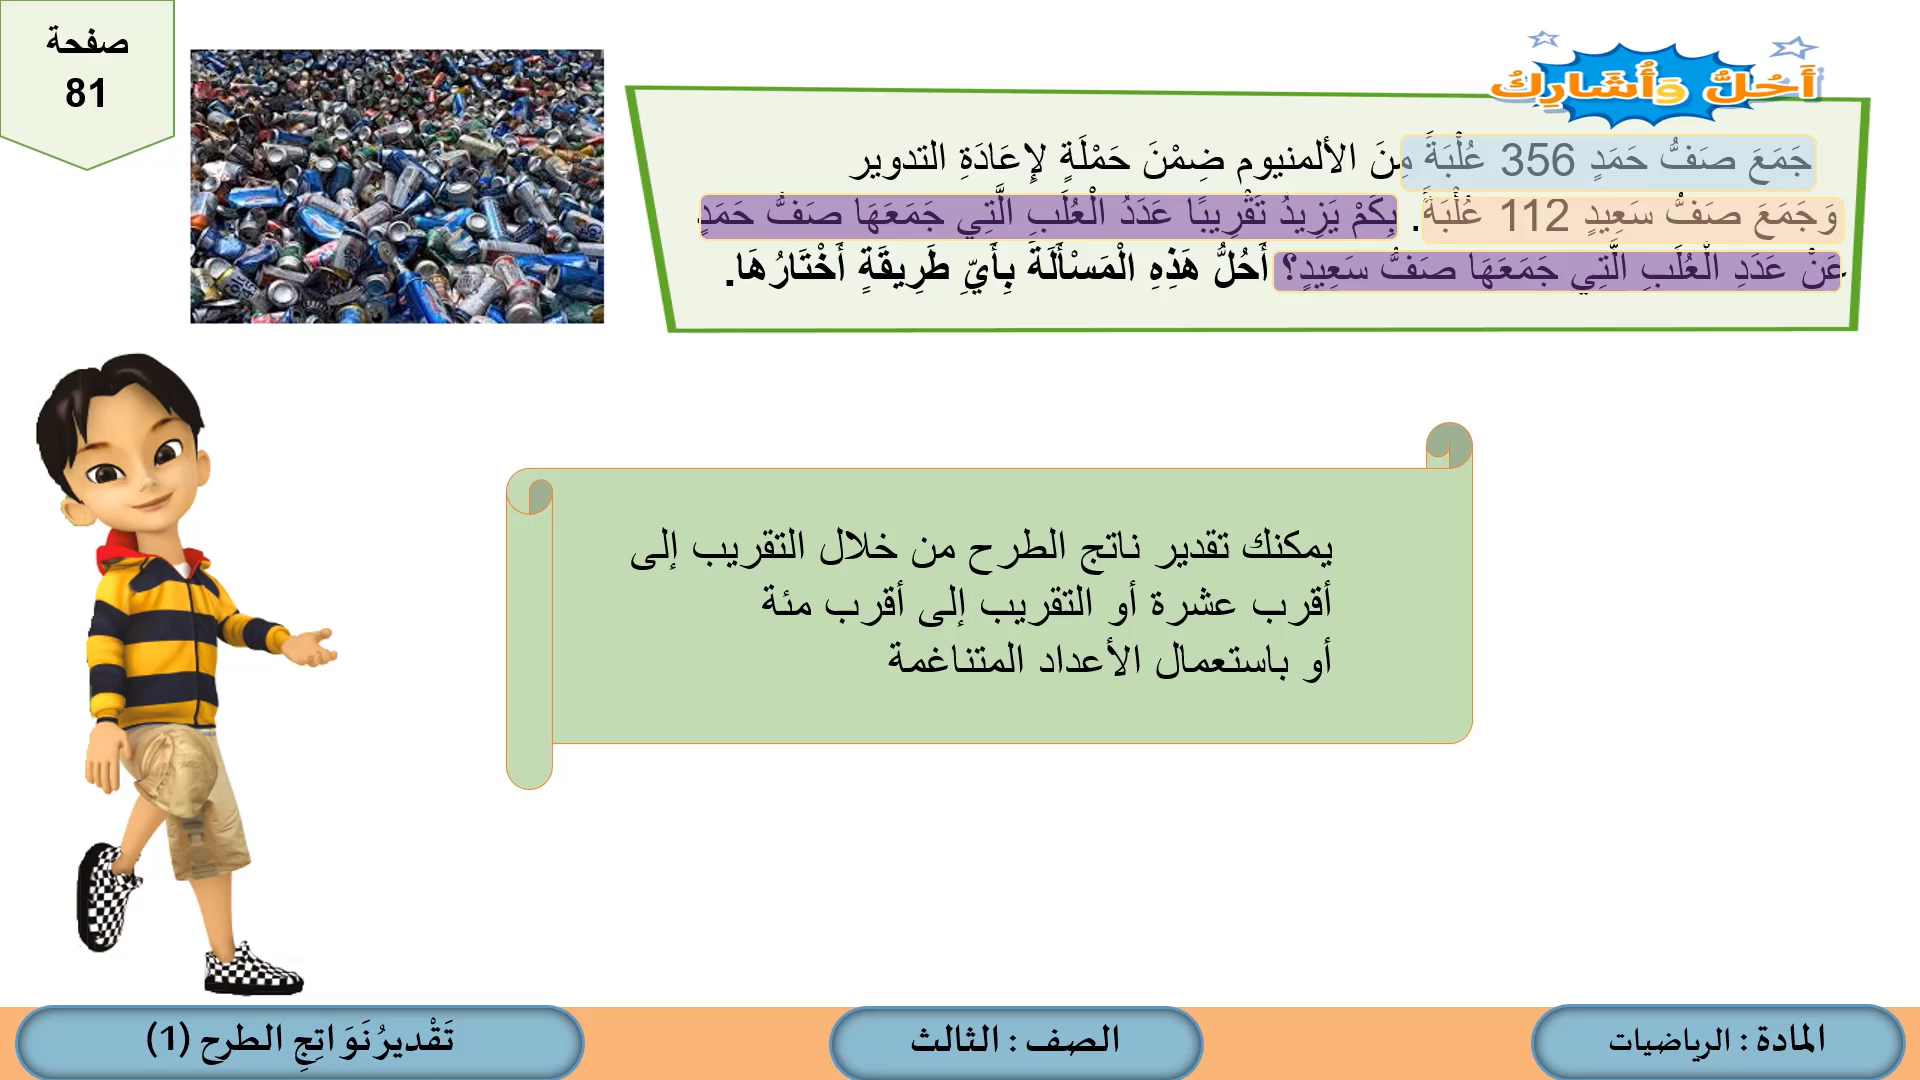 صفحة
81
أَحُلُّ وَأُشَارِكُ
جَمَعَ صَفُّ حَمَدٍ 356 عُلْبَةً مِنَ الألمنيوم ضِمْنَ حَمْلَةٍ لإِعَادَةِ التدوير
وَجَمَعَ صَفُّ سَعِيدٍ 112 عُلْبَةً. بِكَمْ يَزِيدُ تَقْرِيبًا عَدَدُ الْعُلَبِ الَّتِي جَمَعَهَا صَفُّ حَمَدٍ
عَنْ عَدَدِ الْعُلَبِ الَّتِي جَمَعَهَا صَفُّ سَعِيدٍ؟ أَحُلُّ هَذِهِ الْمَسْأَلَةَ بِأَيِّ طَرِيقَةٍ أَخْتَارُهَا.
يمكنك تقدير ناتج الطرح من خلال التقريب إلى
أقرب عشرة أو التقريب إلى أقرب مئة
أو باستعمال الأعداد المتناغمة
المادة : الرياضيات
الصف : الثالث
تَقْديرُ نَوَاتِجِ الطرح (1)